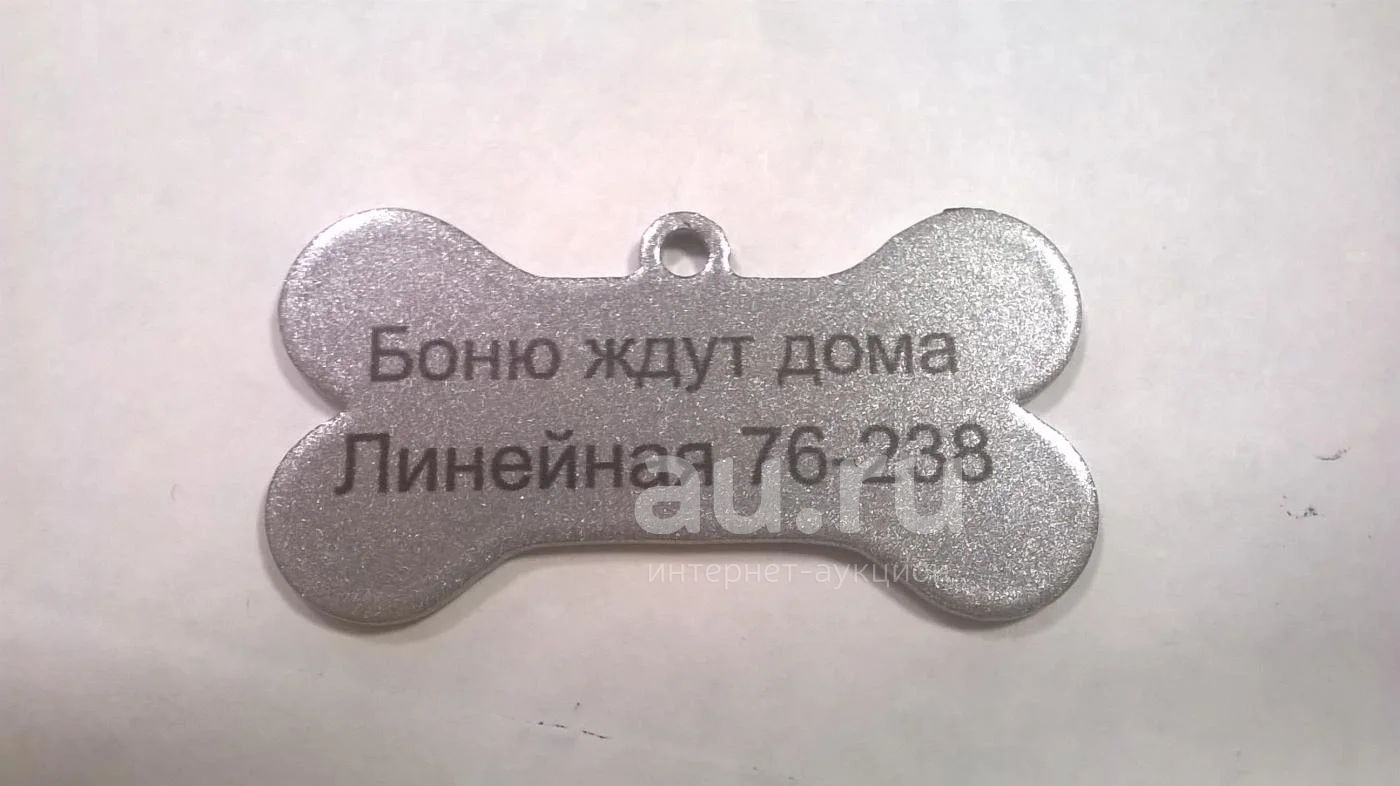 Боню ждут дома
Линейная 76-238
au.ru
интернет-аукцион